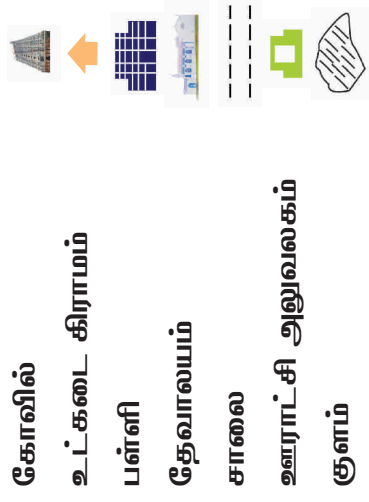 கோவில்
உட்கடை கிராமம்
பள்ளி
தேவாலயம்
சாலை
ஊராட்சி அலுவலகம்
குளம்